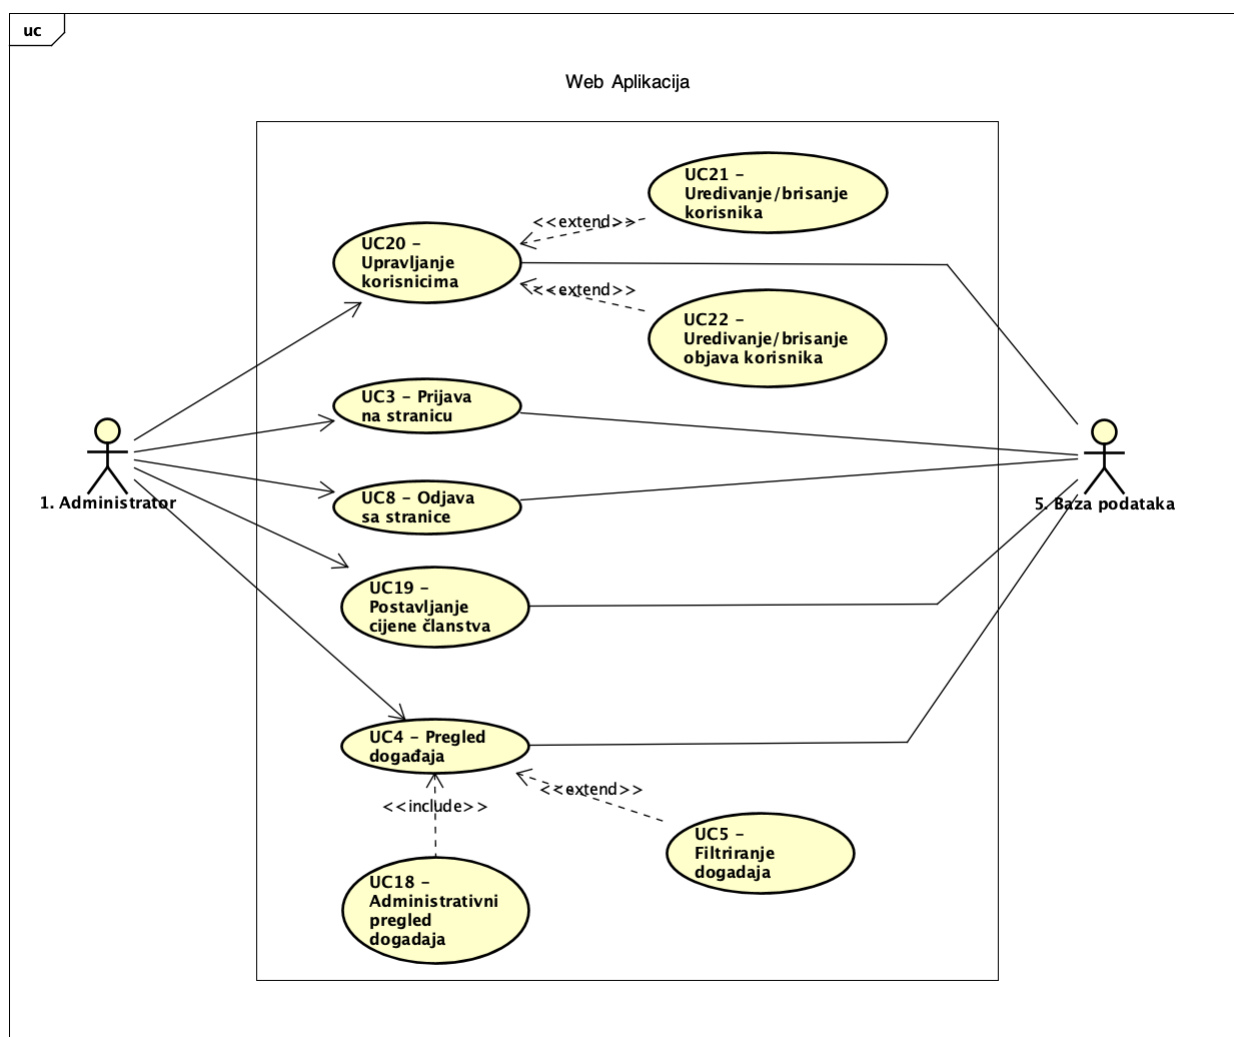 uc
Web Aplikacija
UC21 –
Uređivanje/brisanje
korisnika
<<extend>>
UC20 –
Upravljanje
korisnicima
<<extend>>
UC22 –
Uređivanje/brisanje
objava korisnika
UC3 – Prijava
na stranicu
1. Administrator
5. Baza podataka
UC8 – Odjava
sa stranice
UC19 –
Postavljanje
cijene članstva
UC4 – Pregled
događaja
<<extend>>
<<include>>
UC5 –
Filtriranje
događaja
UC18 –
Administrativni
pregled
događaja